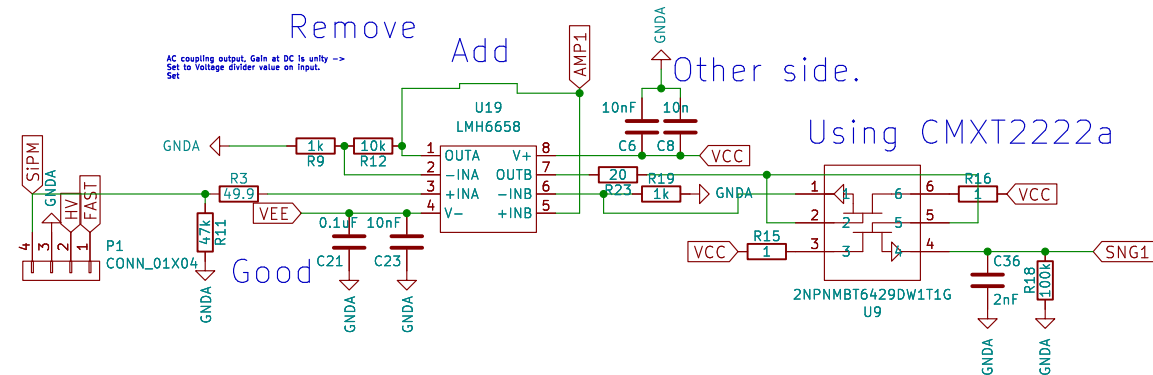 Remove
AC coupling output, Gain at DC is unity ->
Set to Voltage divider value on input.
Set
Add
AMP1
GNDA
Other side.
Using CMXT2222a
U19
LMH6658
10nF
10n
C6
C8
GNDA
1k
R9
10k
R12
1 OUTA
2 -INA
3 +INA
4 V-
V+ 8
OUTB 7
-INB 6
+INB 5
VCC
20
R23
R19
1k
GNDA
SiPM
GNDA
HV
FAST
4 3 2 1
P1
CONN_01X04
R3
49.9
47k
R11
GNDA
VEE
Good
0.1uF
C21
GNDA
10nF
C23
GNDA
VCC
R15
1
1 1
2 2
3 3
6 6
5 5
4 4
2NPNMBT6429DW1T1G
U9
R16
1
VCC
C36
2nF
GNDA
R18
100k
GNDA
SNG1